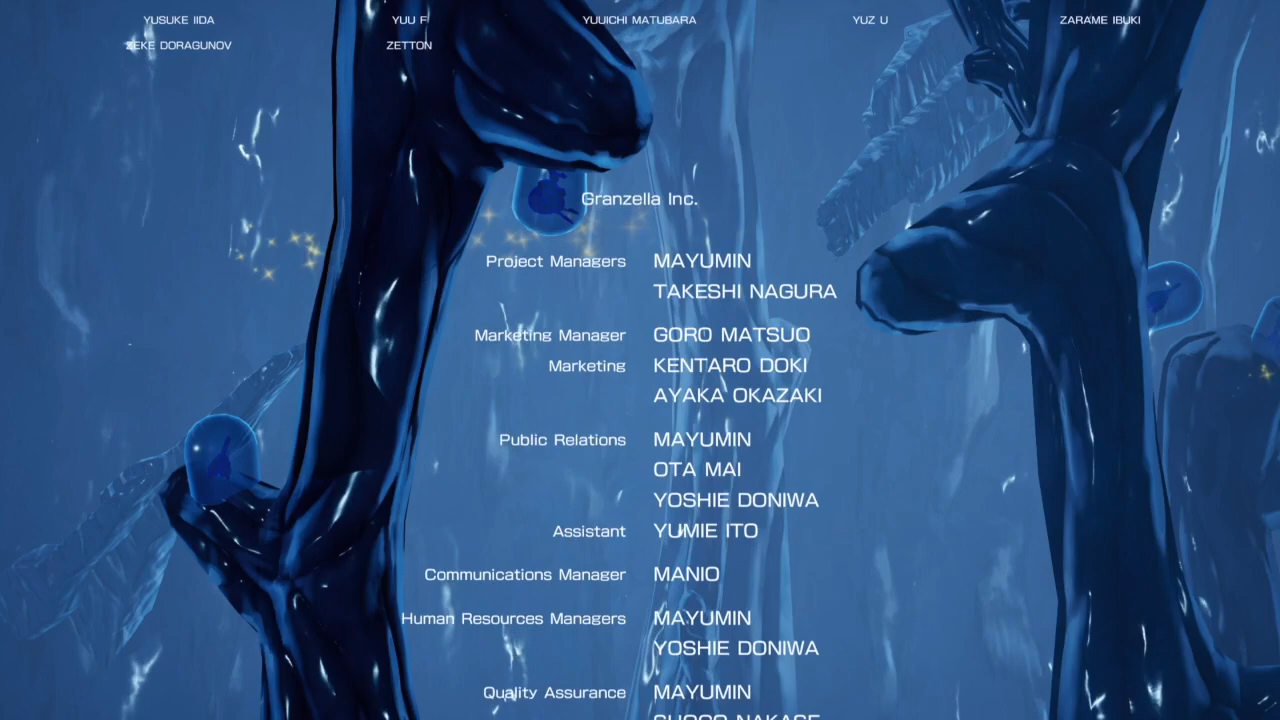 YUSUKE IIDA YUU F YUUICHI MATUBARA YUZ U ZARAME IBUKI
ZEKE DORAGUNOV ZETTON
Granzella Inc.
Project Managers MAYUMIN
TAKESHI NAGURA
Marketing Manager GORO MATSUO
Marketing KENTARO DOKI
AYAKA OKAZAKI
Public Relations MAYUMIN
OTA MAI
YOSHIE DONIWA
Assistant YUMIE ITO
Communications Manager MANIO
Human Resources Managers MAYUMIN
YOSHIE DONIWA
Quality Assurance MAYUMIN